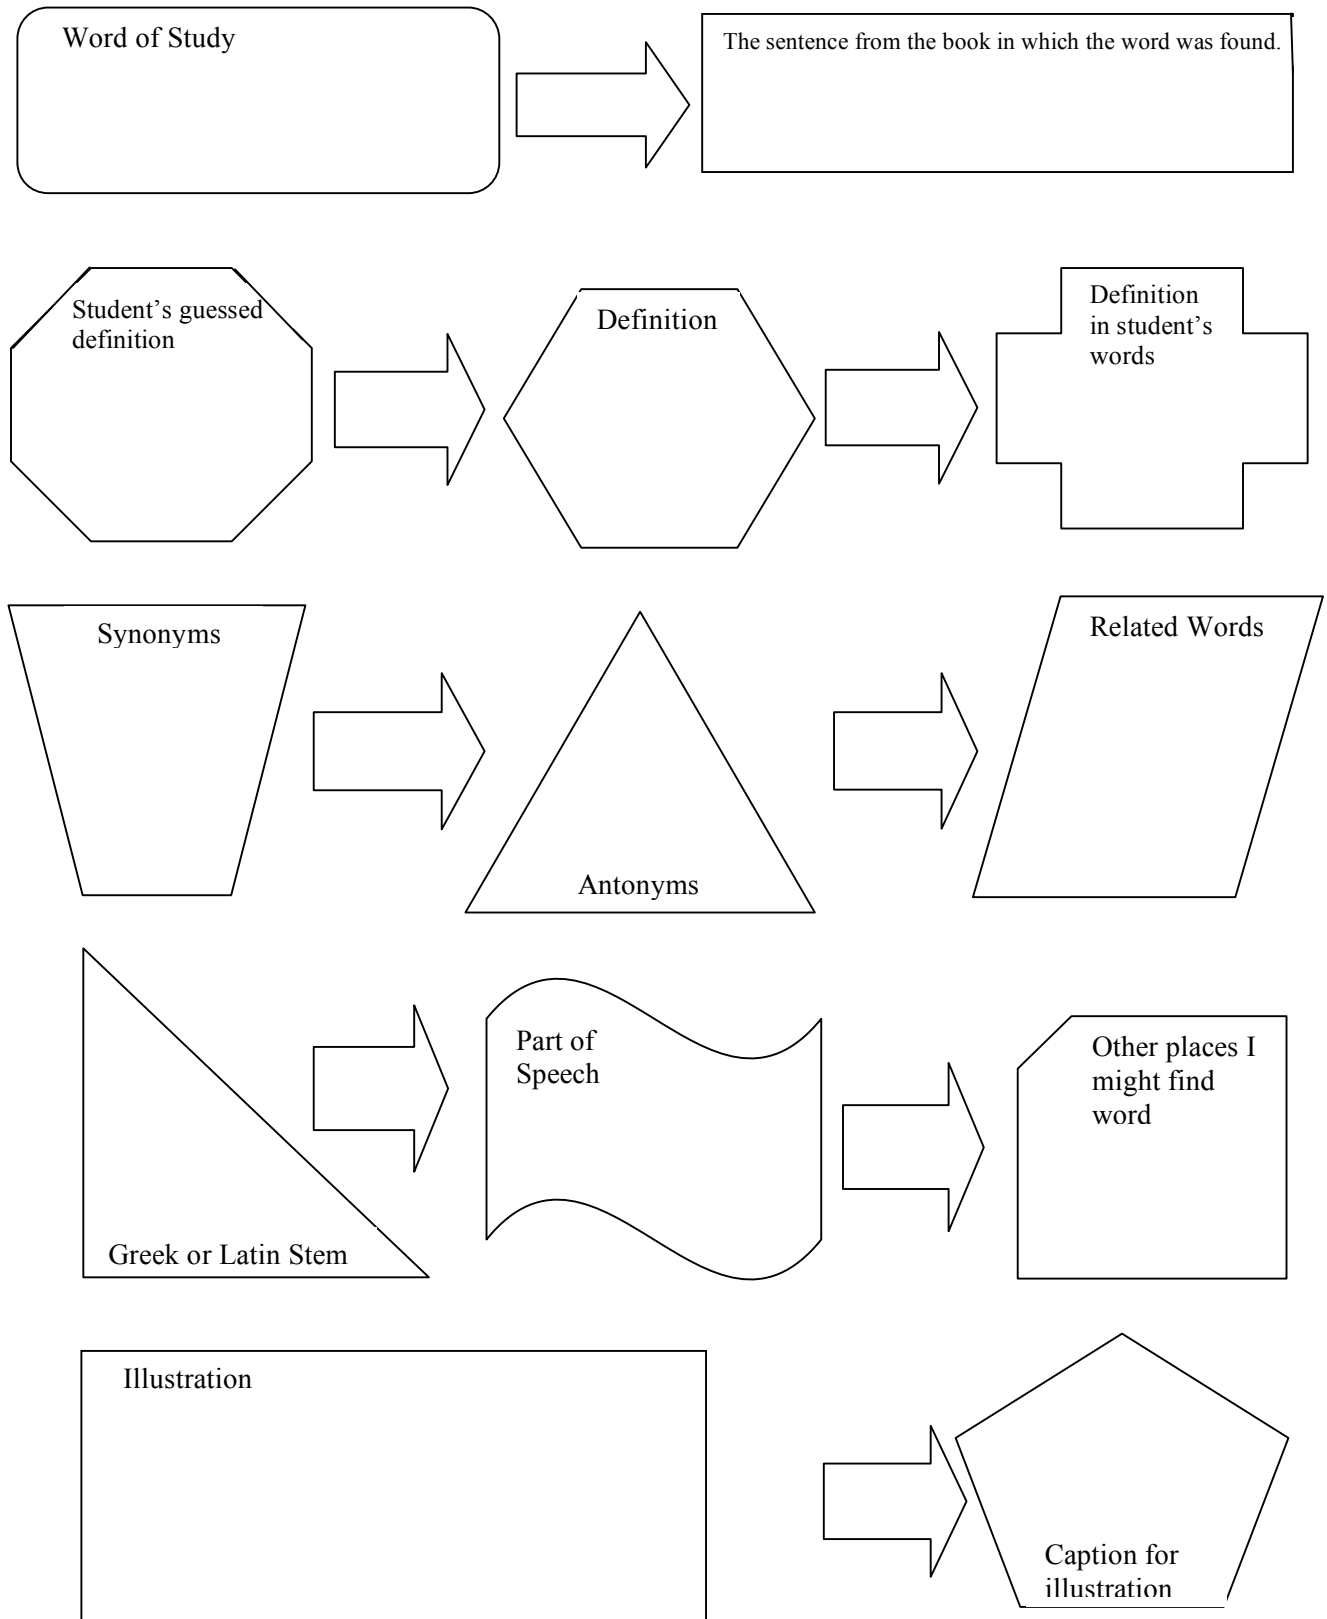 Word of Study
The sentence from the book in which the word was found.
Student’s guessed
definition
Definition
Definition
in student’s
words
Synonyms
Antonyms
Related Words
Greek or Latin Stem
Part of
Speech
Other places I
might find
word
Illustration
Caption for
illustration